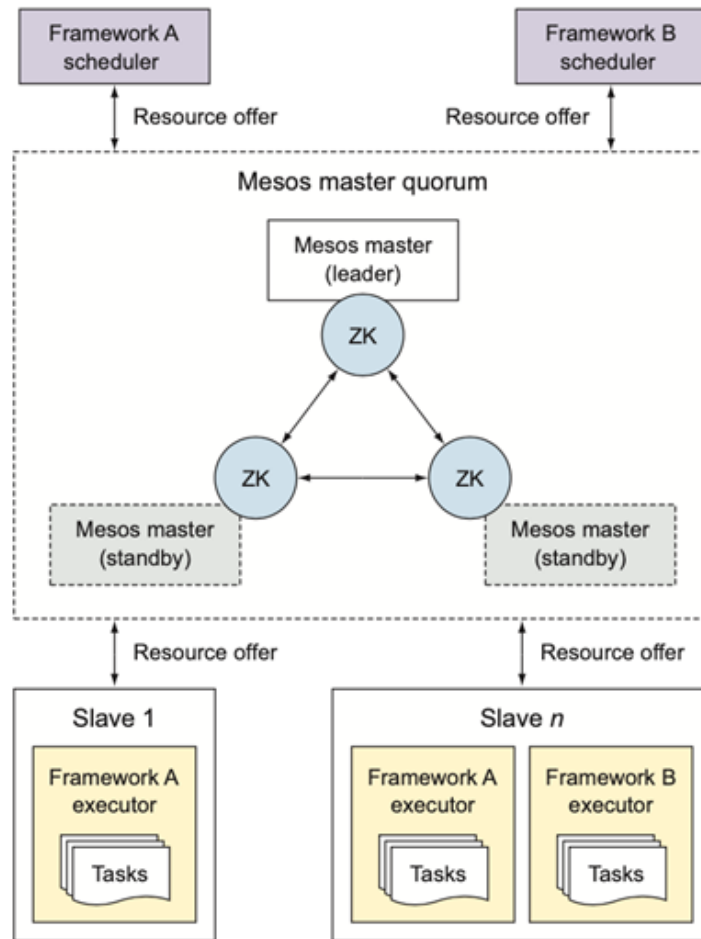 Framework A
scheduler
Framework B
scheduler
Resource offer
Resource offer
Mesos master quorum
Mesos master
(leader)
ZK
ZK
ZK
Mesos master
(standby)
Mesos master
(standby)
Resource offer
Resource offer
Slave 1
Framework A
executor
Tasks
Slave n
Framework A
executor
Tasks
Framework B
executor
Tasks